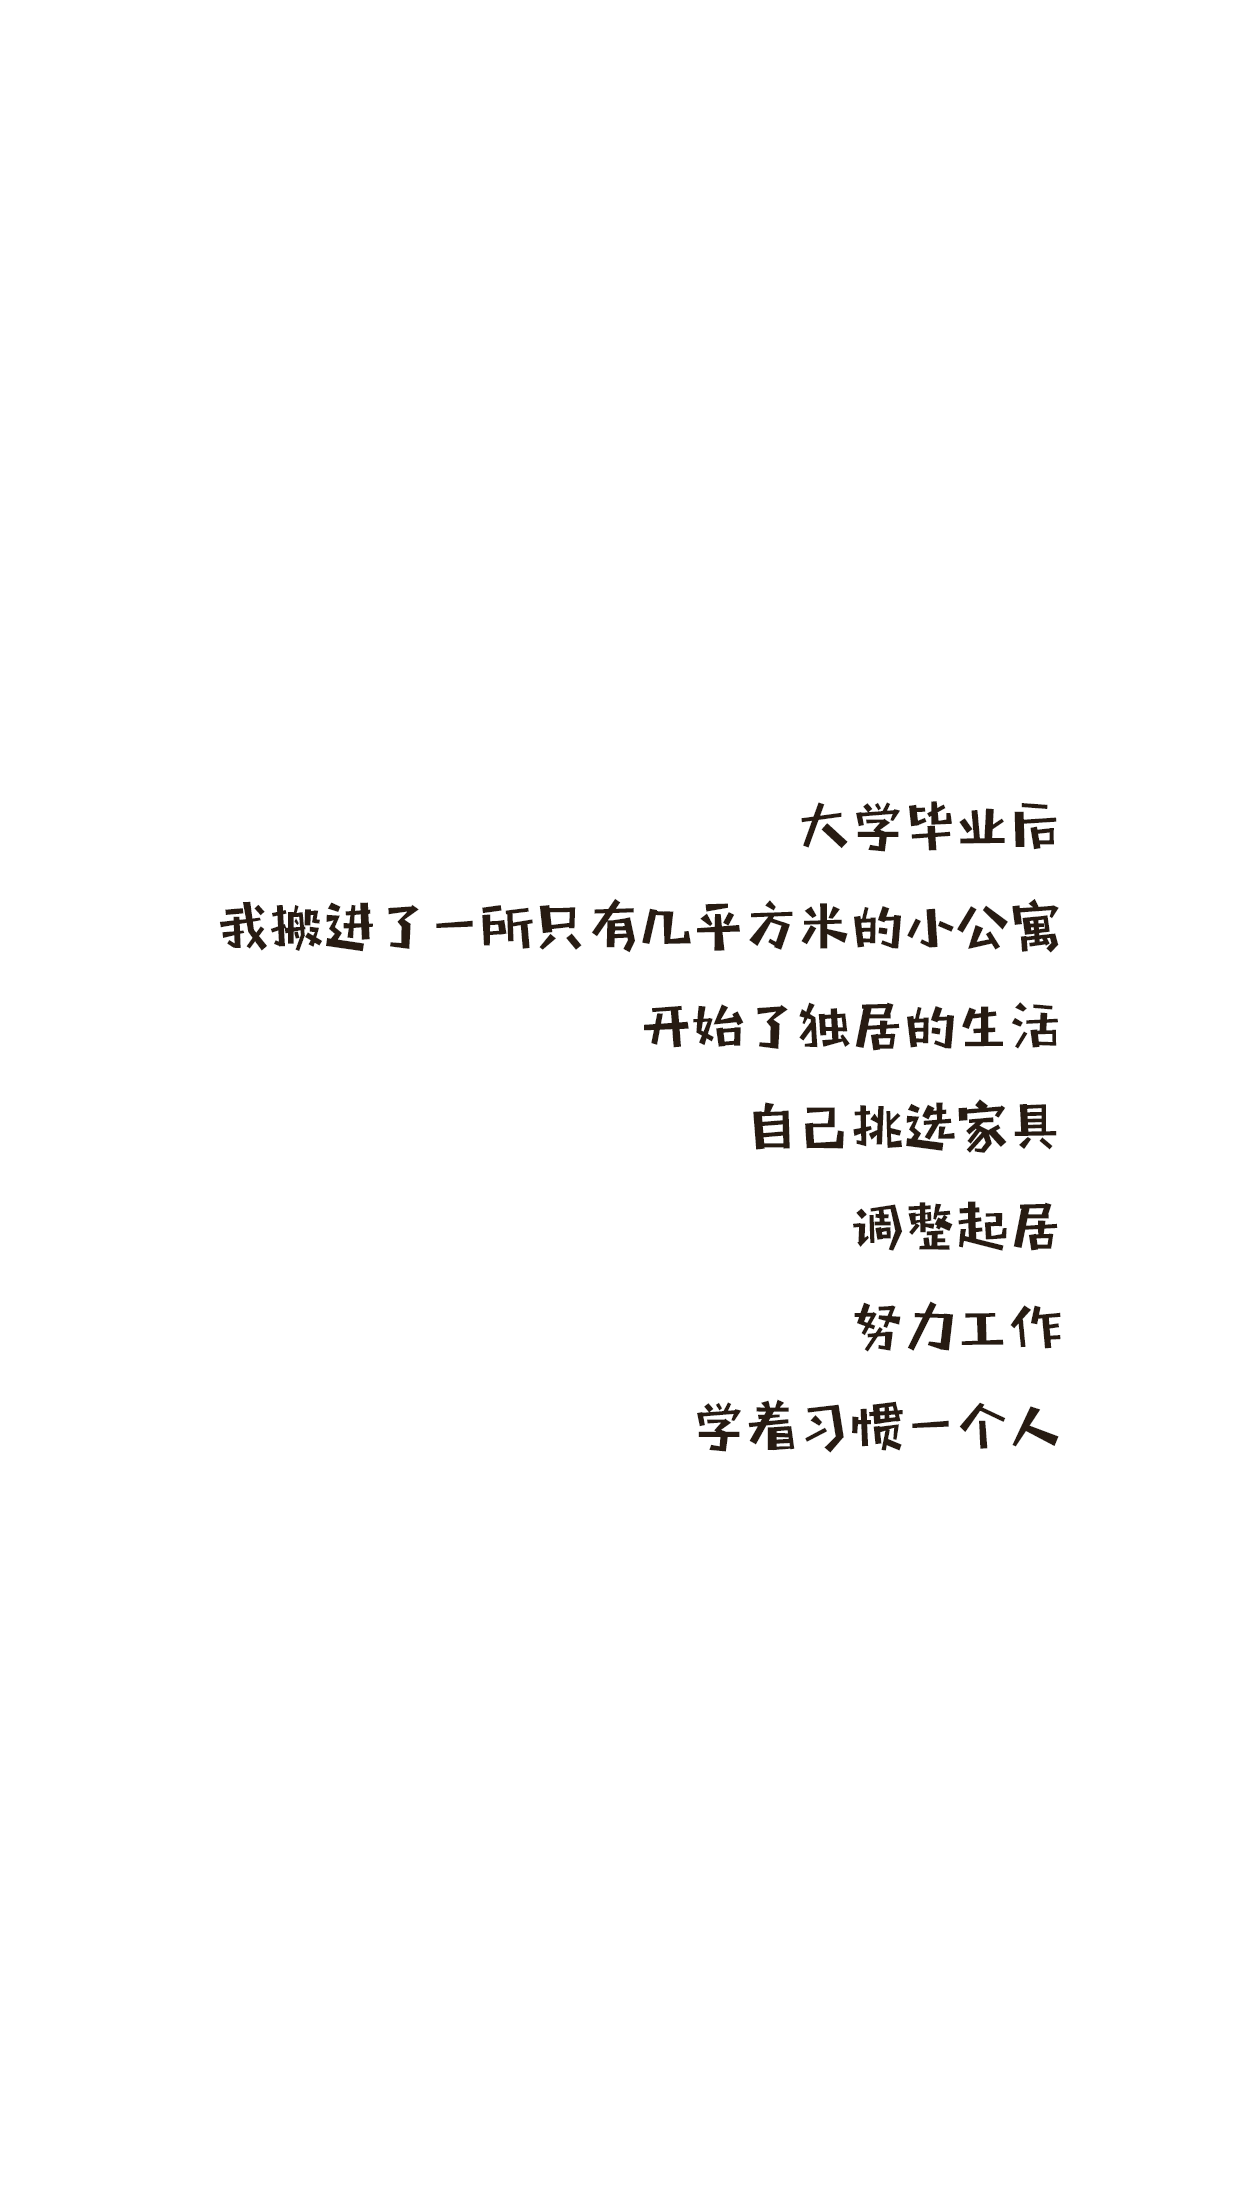 大学毕业后
我搬进了一所只有几平方米的小公寓
开始了独居的生活
自己挑选家具
调整起居
努力工作
学着习惯一个人